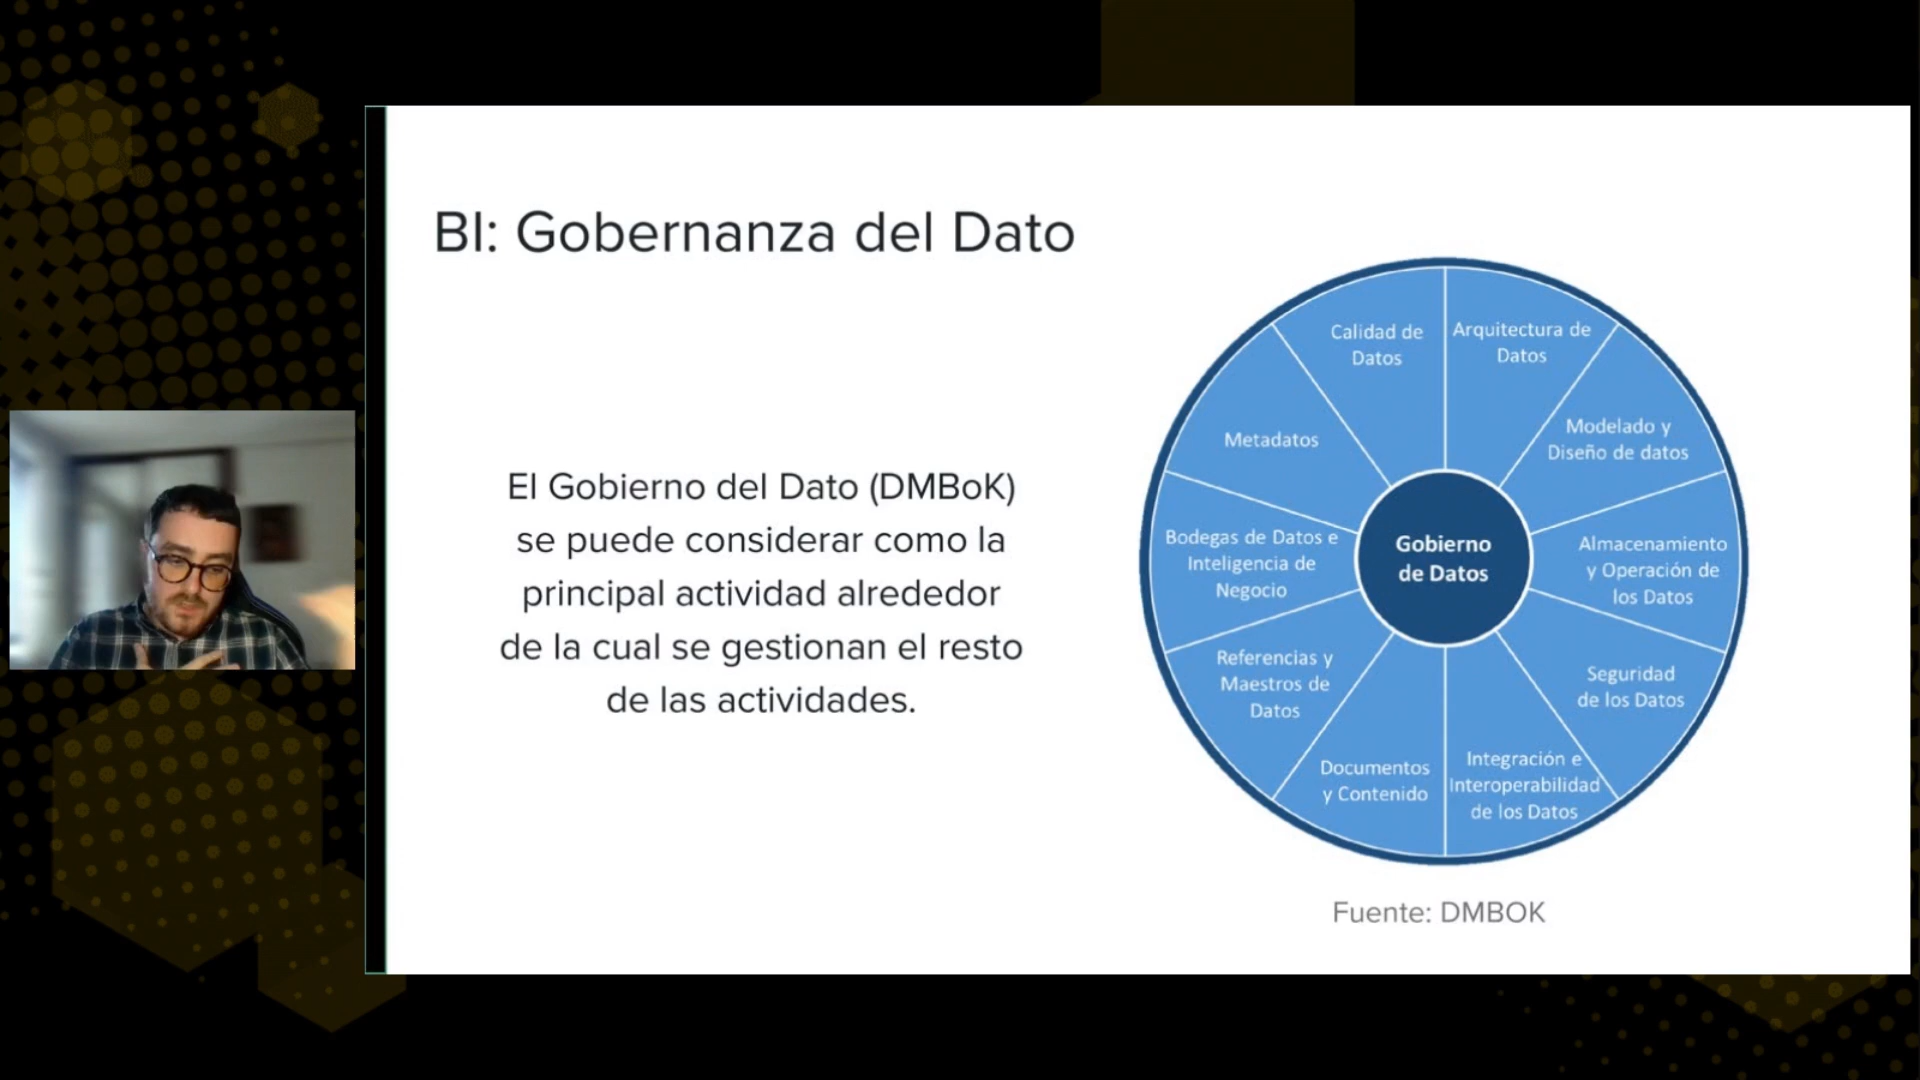 BI: Gobernanza del Dato
El Gobierno del Dato (DMBoK)
se puede considerar como la
principal actividad alrededor
de la cual se gestionan el resto
de las actividades.
Calidad de
Datos
Arquitectura de
Datos
Modelado y
Diseño de datos
Almacenamiento
y Operación de
los Datos
Seguridad
de los Datos
Integración e
Interoperabilidad
de los Datos
Documentos
y Contenido
Referencias y
Maestros de
Datos
Bodegas de Datos e
Inteligencia de
Negocio
Metadatos
Gobierno
de Datos
Fuente: DMBOK